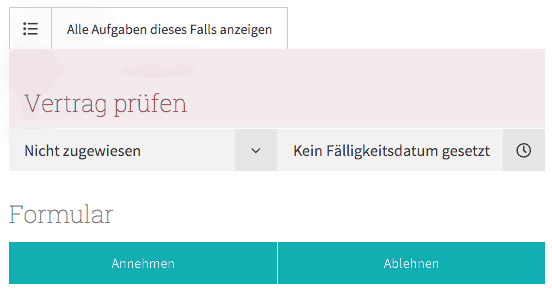 Alle Aufgaben dieses Falls anzeigen
Vertrag prüfen
Nicht zugewiesen
Kein Fälligkeitsdatum gesetzt
Formular
Annehmen
Ablehnen